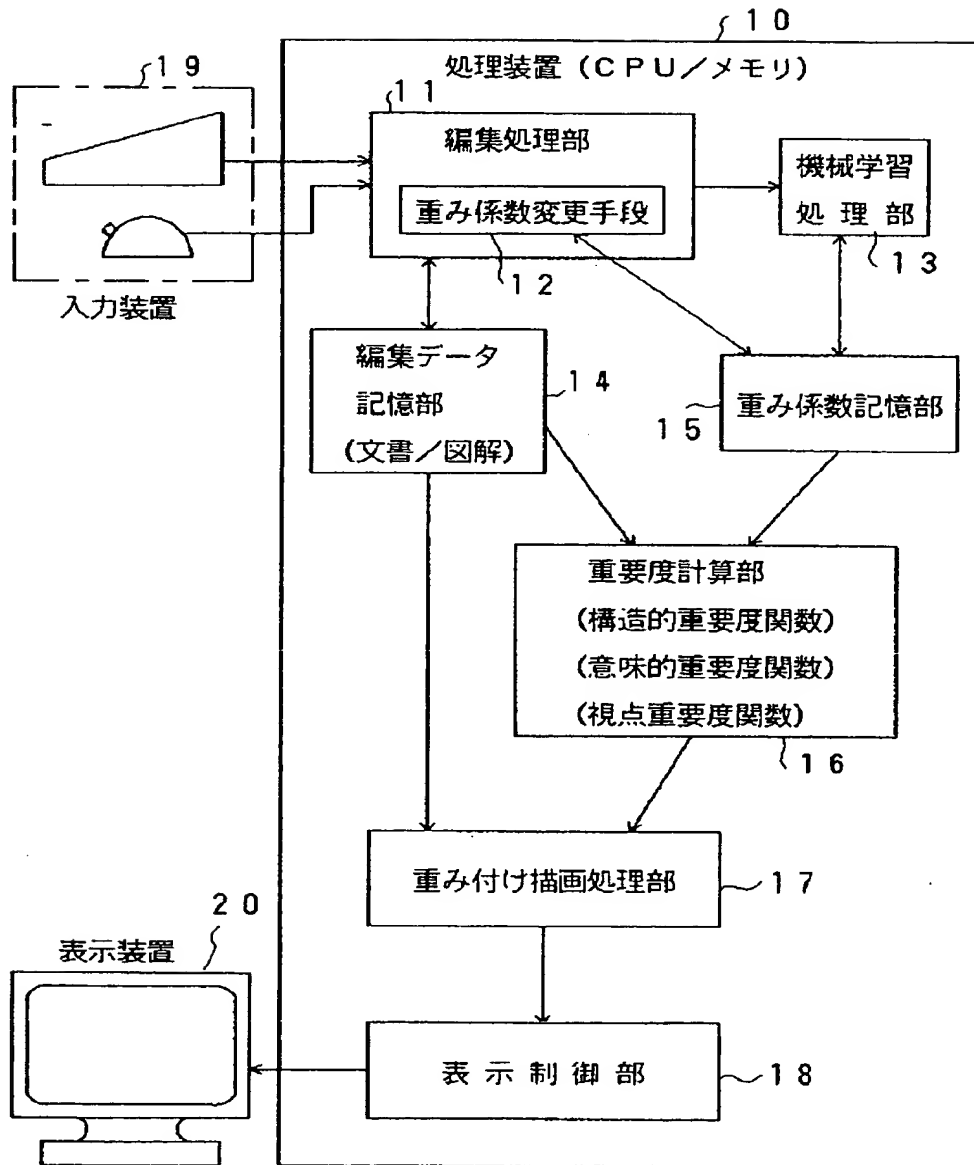 10
処理装置(CPU/メモリ)
19
11
編集処理部
重み係数変更手段
12
機械学習
処理部
13
入力装置
編集データ
記憶部
(文書/図解)
14
15
重み係数記憶部
重要度計算部
(構造的重要度関数)
(意味的重要度関数)
(視点重要度関数)
16
重み付け描画処理部
17
20
表示装置
表示制御部
18